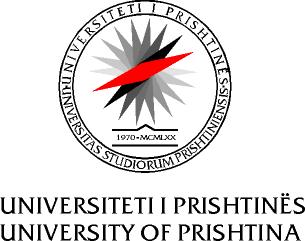 UNIVERSITETI I PRISHTINËS
UNIVERSITAS STUDIORUM PRISHTINIENSIS
1970 • MCMLXX
UNIVERSITETI I PRISHTINËS
UNIVERSITY OF PRISHTINA